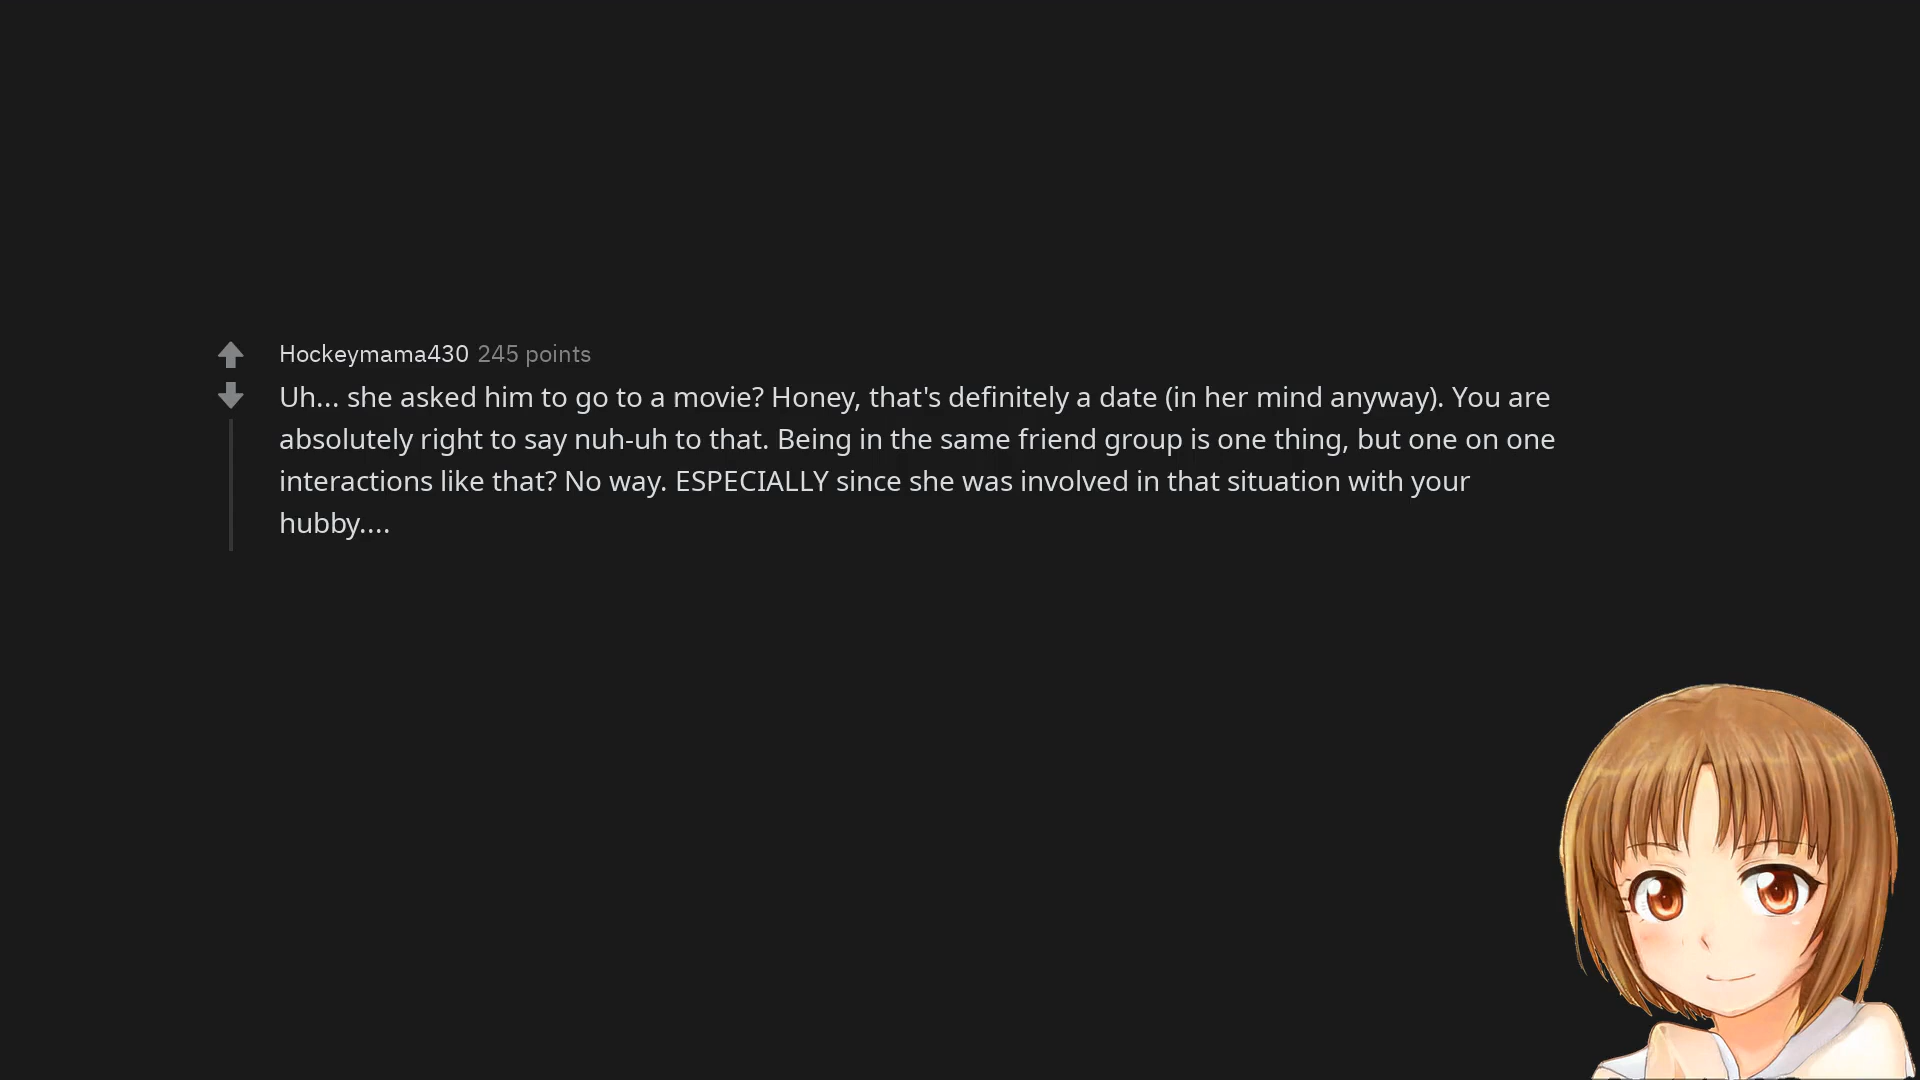 Hockeymama430 245 points
Uh... she asked him to go to a movie? Honey, that's definitely a date (in her mind anyway). You are
absolutely right to say nuh-uh to that. Being in the same friend group is one thing, but one on one
interactions like that? No way. ESPECIALLY since she was involved in that situation with your
hubby....